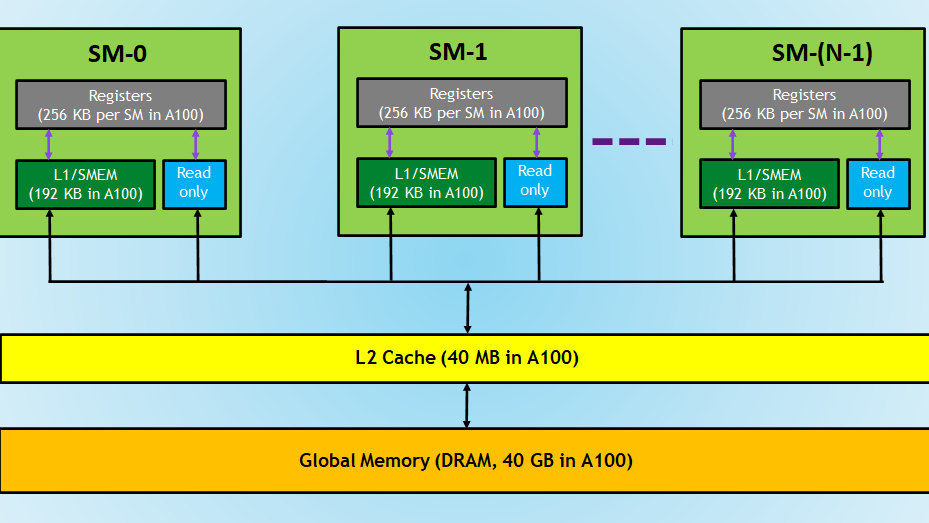 SM-0
Registers
(256 KB per SM in A100)
L1/SMEM
(192 KB in A100)
Read
only
SM-1
Registers
(256 KB per SM in A100)
L1/SMEM
(192 KB in A100)
Read
only
SM-(N-1)
Registers
(256 KB per SM in A100)
L1/SMEM
(192 KB in A100)
Read
only
L2 Cache (40 MB in A100)
Global Memory (DRAM, 40 GB in A100)